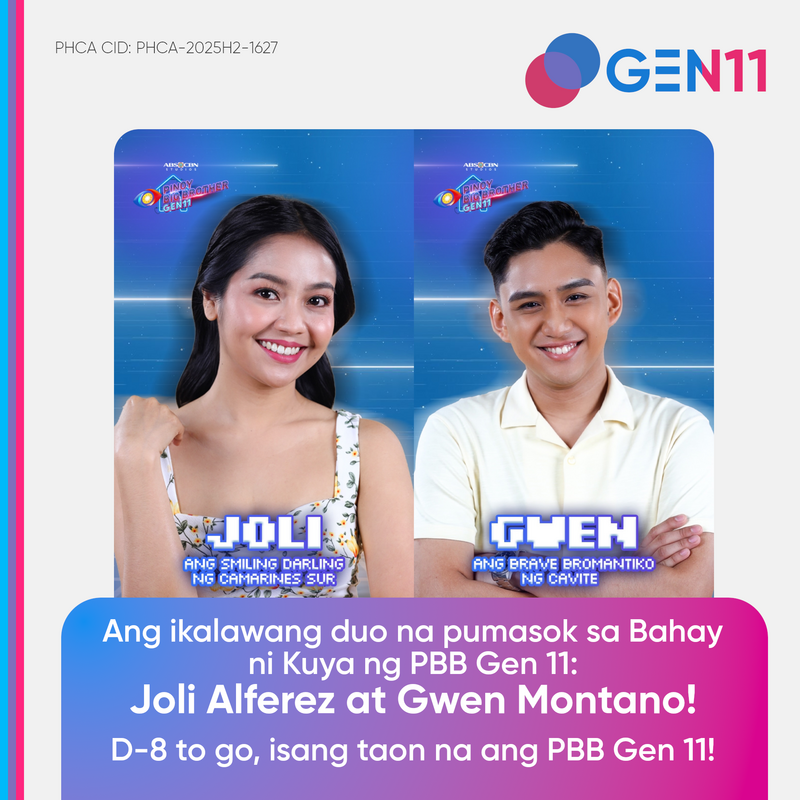 PHCA CID: PHCA-2025H2-1627
GEN11
ABS-CBN
STUDIOS
PINOY
BIG BROTHER
GEN11
JOLI
ANG SMILING DARLING
NG CAMARINES SUR
ABS-CBN
STUDIOS
PINOY
BIG BROTHER
GEN11
GWEN
ANG BRAVE BROMANTIKO
NG CAVITE
Ang ikalawang duo na pumasok sa Bahay
ni Kuya ng PBB Gen 11:
Joli Alferez at Gwen Montano!
D-8 to go, isang taon na ang PBB Gen 11!